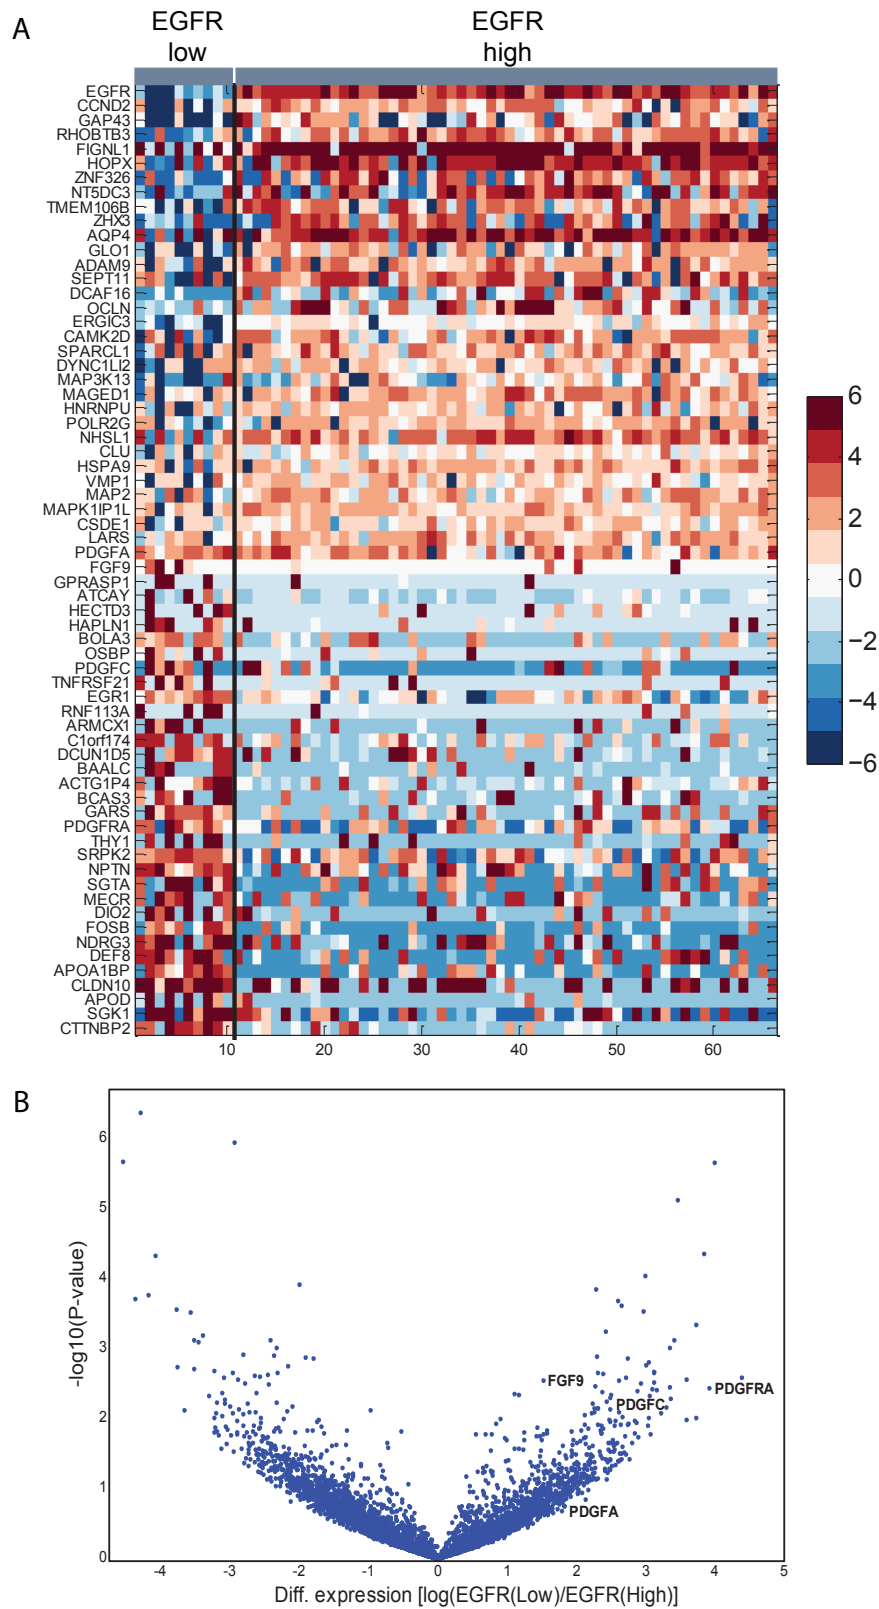 A
EGFR
low
EGFR
high
EGFR
CCND2
GAP43
RHOBTB3
FIGNL1
HOPX
ZNF326
NT5DC3
TMEM106B
ZHX3
AQP4
GLO1
ADAM9
SEPT11
DCAF16
OCLN
ERGIC3
CAMK2D
SPARCL1
DYNC1LI2
MAP3K13
MAGED1
HNRNPU
POLR2G
NHSL1
CLU
HSPA9
VMP1
MAP2
MAPK1IP1L
CSDE1
LARS
PDGFA
FGF9
GPRASP1
ATCAY
HECTD3
HAPLN1
BOLA3
OSBP
PDGFC
TNFRSF21
EGR1
RNF113A
ARMCX1
C1orf174
DCUN1D5
BAALC
ACTG1P4
BCAS3
GARS
PDGFRA
THY1
SRPK2
NPTN
SGTA
MECR
DIO2
FOSB
NDRG3
DEF8
APOA1BP
CLDN10
APOD
SGK1
CTTNBP2
10 20 30 40 50 60
6
4
2
0
−2
−4
−6
B
6
5
4
3
2
1
0
-log10(P-value)
FGF9
PDGFRA
PDGFC
PDGFA
-4 -3 -2 -1 0 1 2 3 4 5
Diff. expression [log(EGFR(Low)/EGFR(High)]